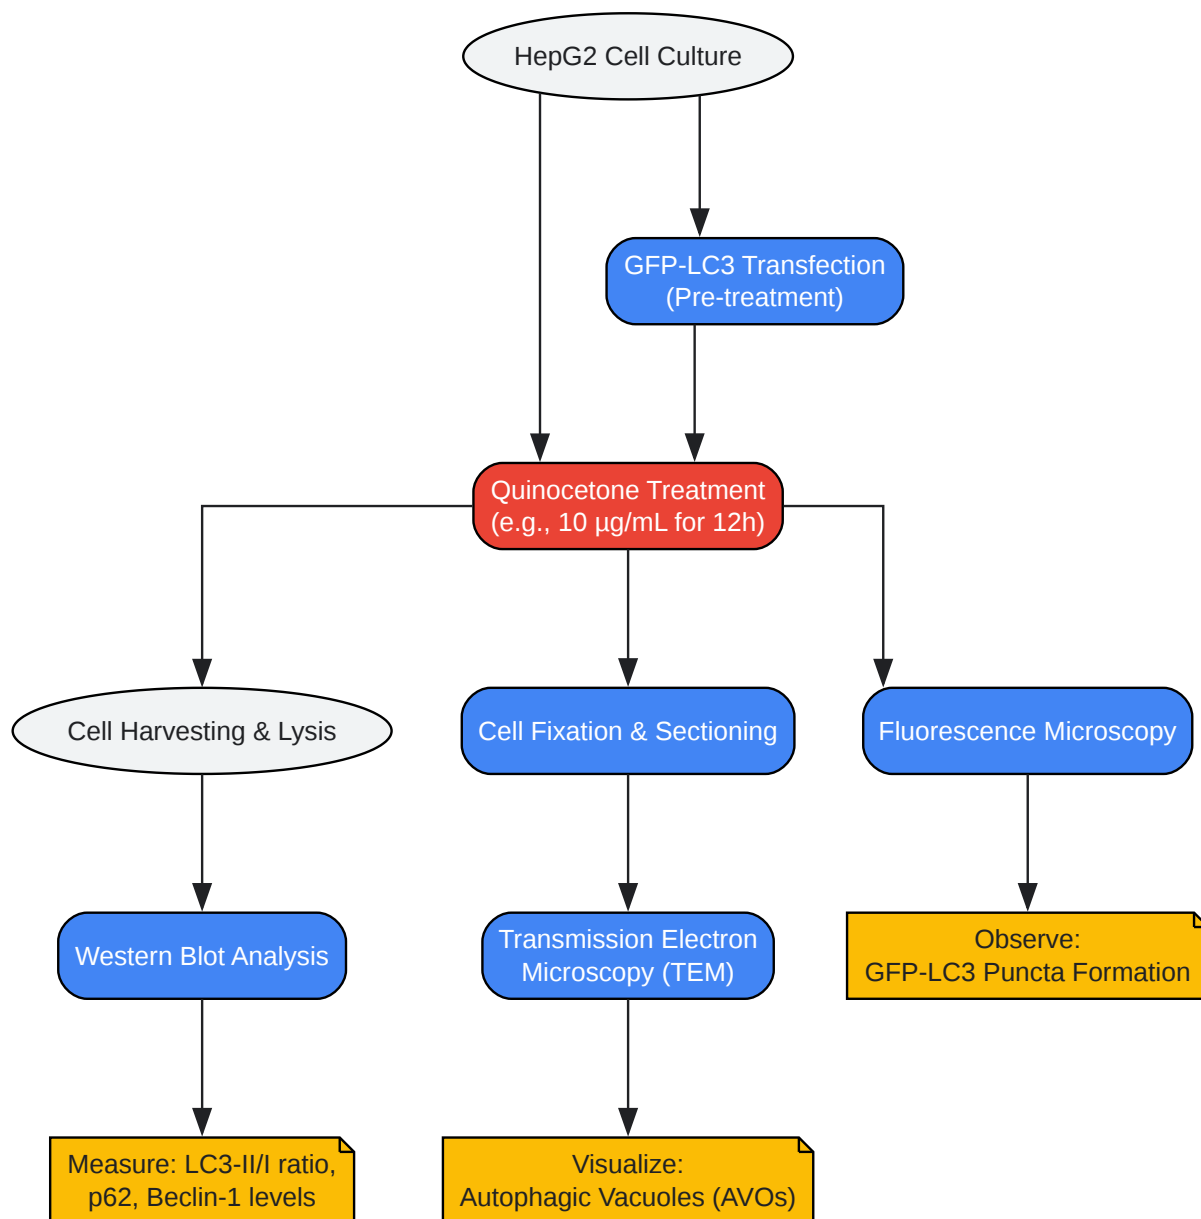 HepG2 Cell Culture
GFP-LC3 Transfection
(Pre-treatment)
Quinocetone Treatment
(e.g., 10 µg/mL for 12h)
Cell Harvesting & Lysis
Cell Fixation & Sectioning
Fluorescence Microscopy
Western Blot Analysis
Transmission Electron
Microscopy (TEM)
Observe:
GFP-LC3 Puncta Formation
Measure: LC3-II/I ratio,
p62, Beclin-1 levels
Visualize:
Autophagic Vacuoles (AVOs)